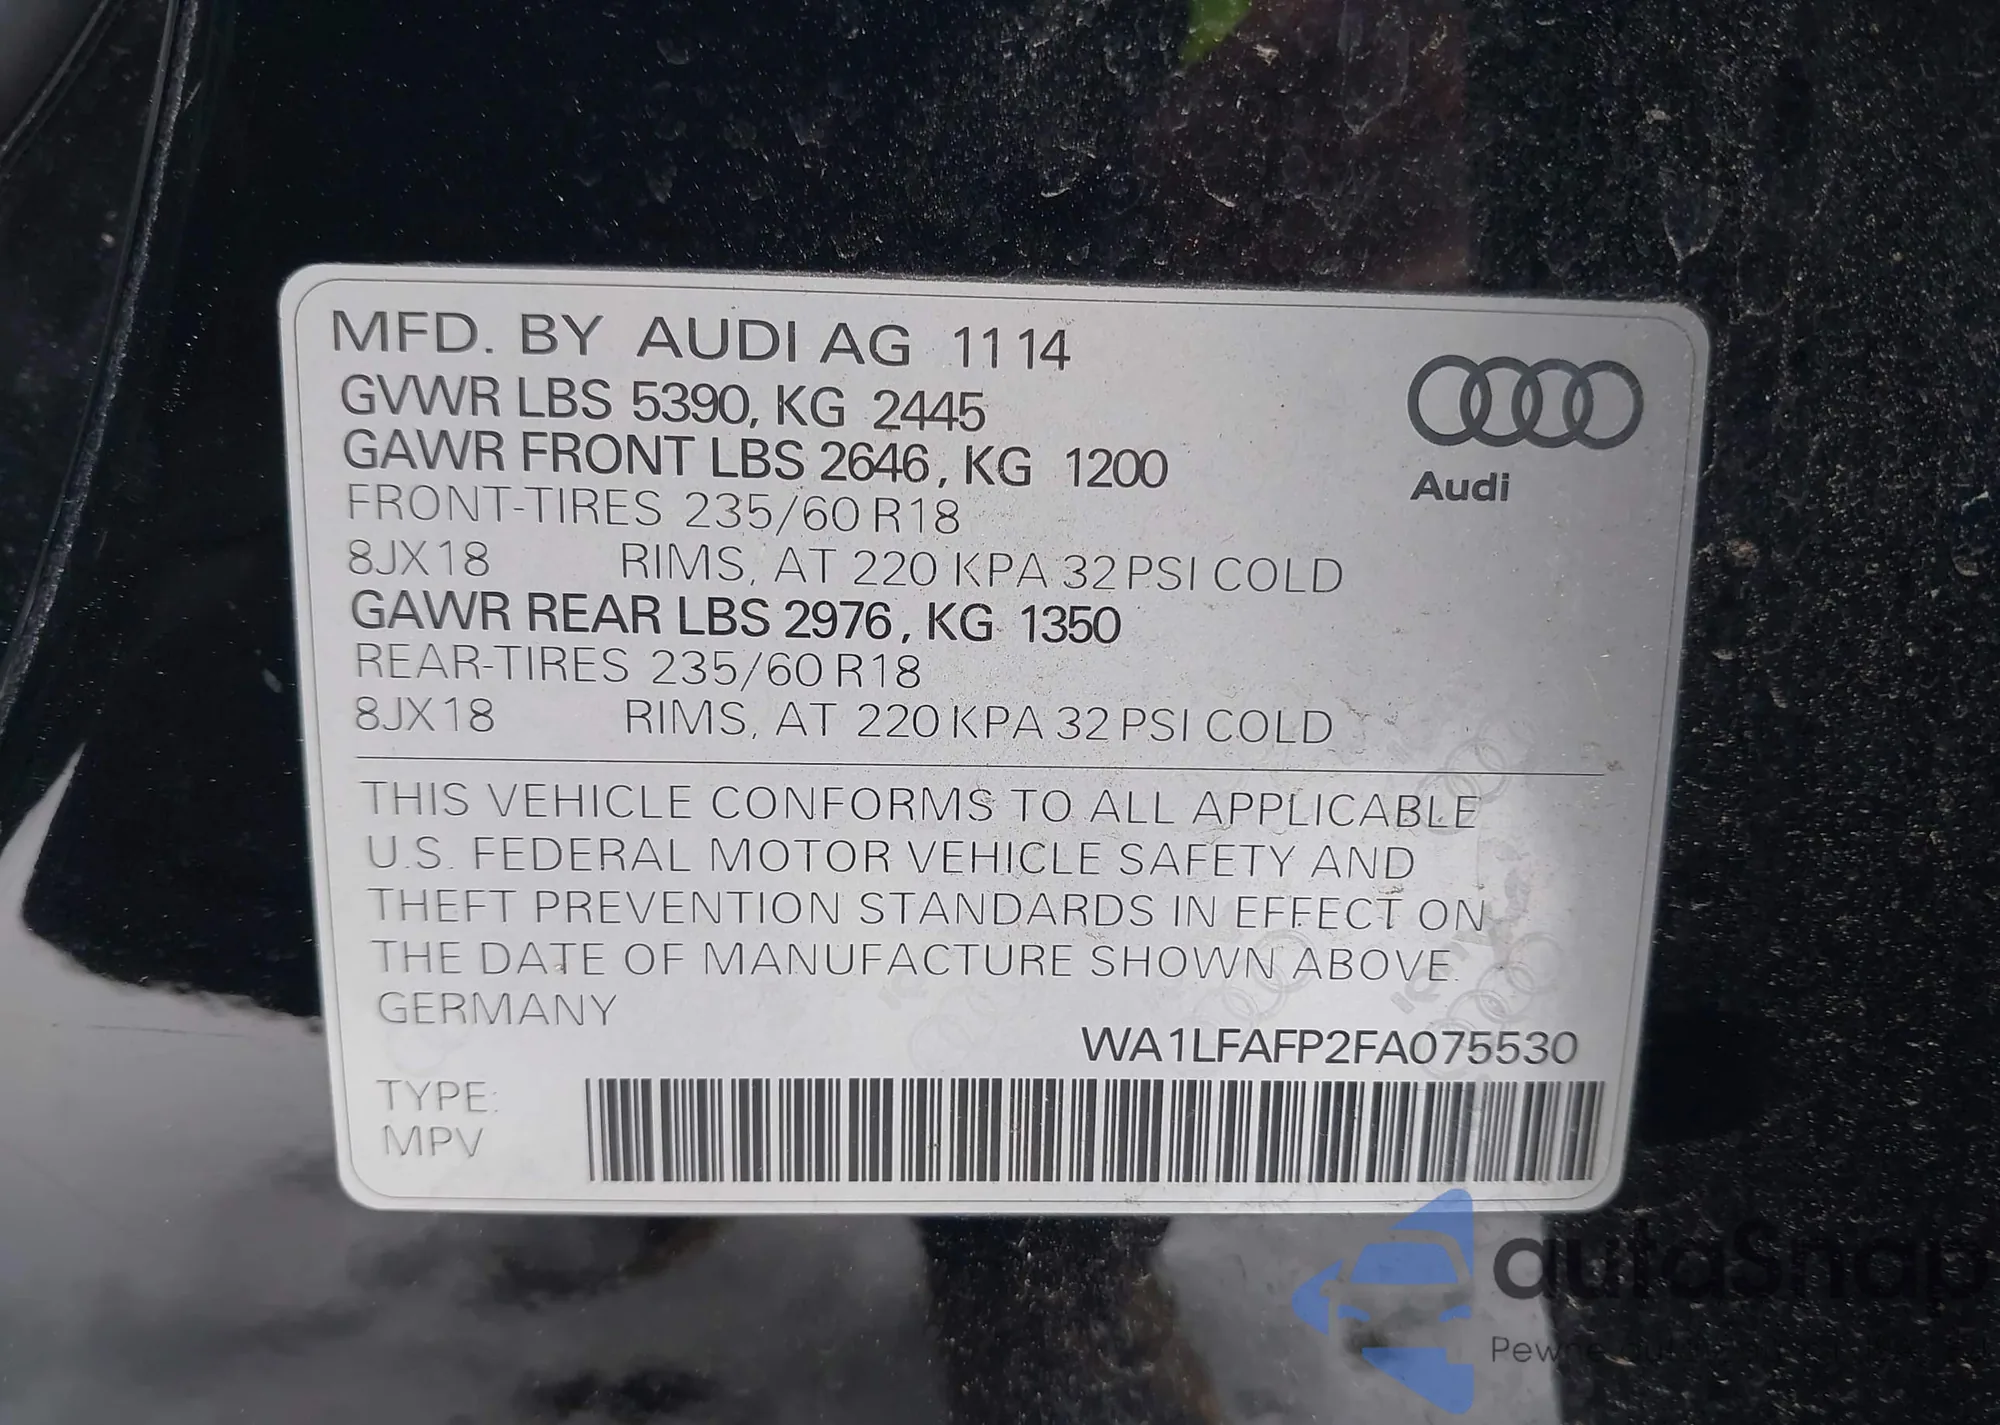 MFD. BY AUDI AG 11 14
GVWR LBS 5390, KG 2445
GAWR FRONT LBS 2646, KG 1200
FRONT-TIRES 235/60 R18
8JX18 RIMS, AT 220 KPA 32 PSI COLD
GAWR REAR LBS 2976, KG 1350
REAR-TIRES 235/60 R18
8JX18 RIMS, AT 220 KPA 32 PSI COLD
Audi
THIS VEHICLE CONFORMS TO ALL APPLICABLE
U.S. FEDERAL MOTOR VEHICLE SAFETY AND
THEFT PREVENTION STANDARDS IN EFFECT ON
THE DATE OF MANUFACTURE SHOWN ABOVE.
GERMANY
WA1LFAFP2FA075530
TYPE:
MPV
autaSnap
Pewne